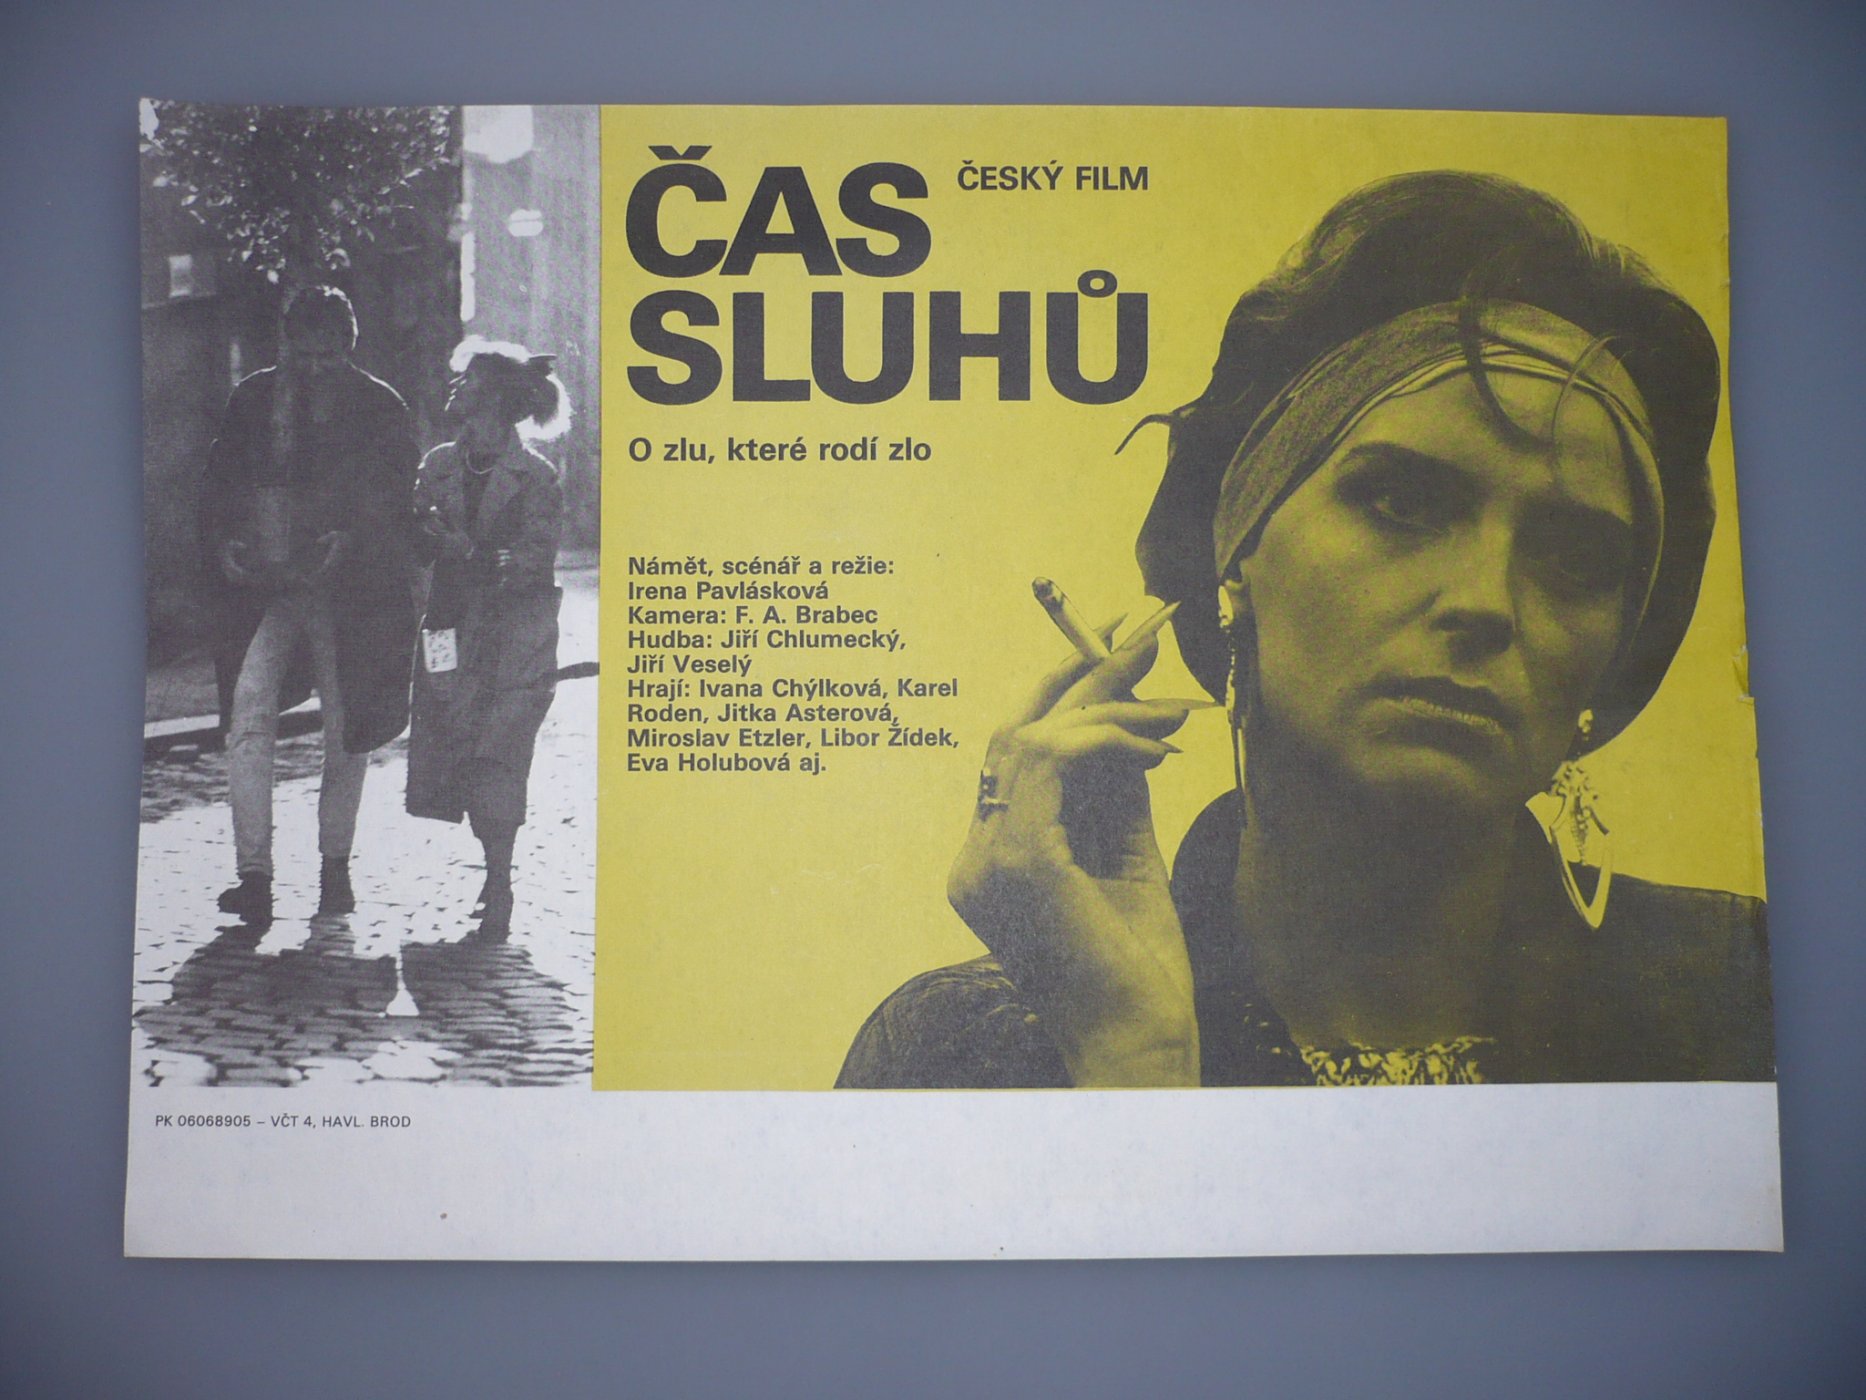 ČAS
ČESKÝ FILM
SLUHŮ
O zlu, které rodí zlo
Námět, scénář a režie:
Irena Pavlásková
Kamera: F. A. Brabec
Hudba: Jiří Chlumecký,
Jiří Veselý
Hrají: Ivana Chýlková, Karel
Roden, Jitka Asterová,
Miroslav Etzler, Libor Žídek,
Eva Holubová aj.
PK 06068905 – VČT 4, HAVL. BROD